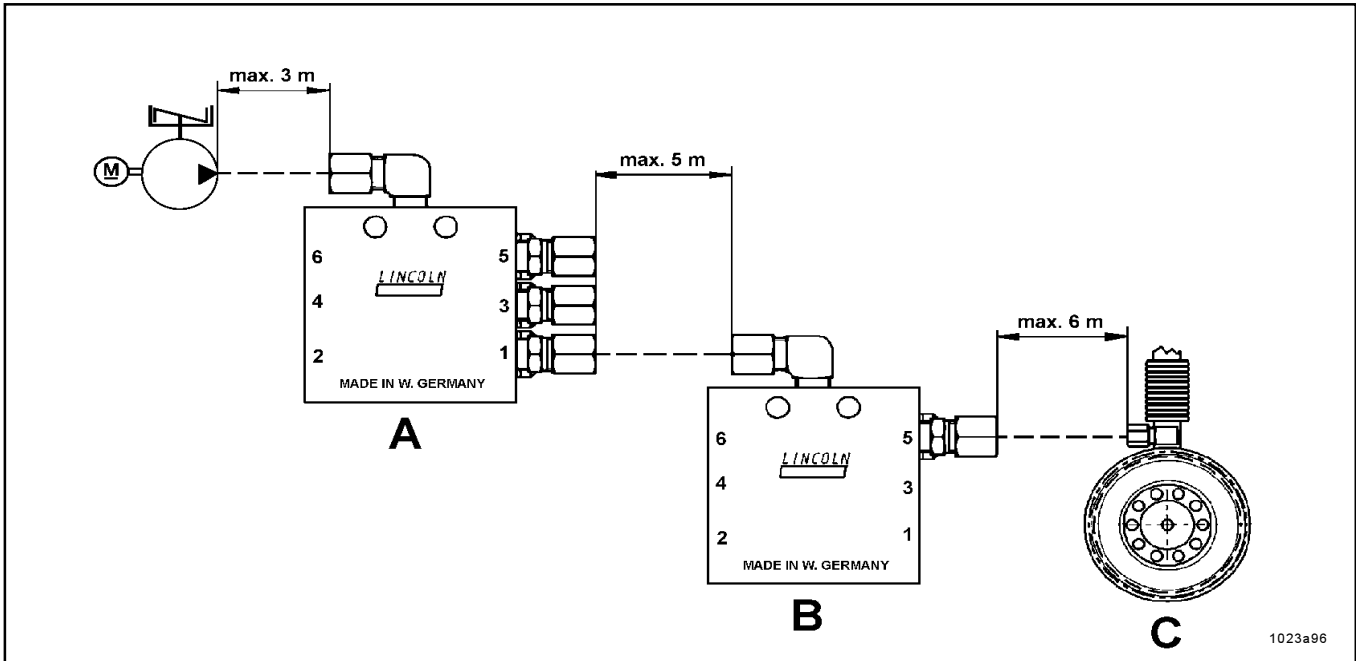 max. 3 m
M
max. 5 m
6
5
LINCOLN
4
3
2
1
MADE IN W. GERMANY
A
max. 6 m
6
5
LINCOLN
4
3
2
1
MADE IN W. GERMANY
B
C
1023a96